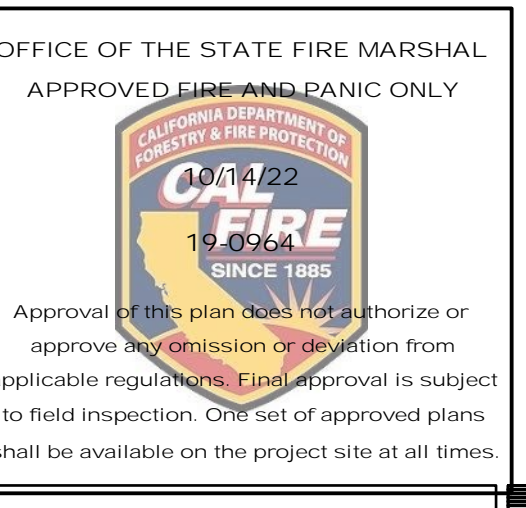 OFFICE OF THE STATE FIRE MARSHAL
APPROVED FIRE AND PANIC ONLY
CALIFORNIA DEPARTMENT OF
FORESTRY & FIRE PROTECTION
CAL
10/14/22
FIRE
19-0964
SINCE 1885
Approval of this plan does not authorize or
approve any omission or deviation from
applicable regulations. Final approval is subject
to field inspection. One set of approved plans
shall be available on the project site at all times.